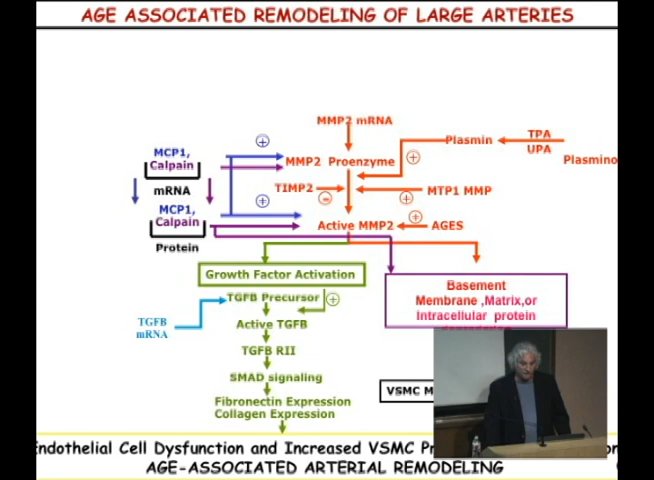 AGE ASSOCIATED REMODELING OF LARGE ARTERIES
MMP2 mRNA
Plasmin
TPA
UPA
Plasmino
MCP1,
Calpain
mRNA
MMP2 Proenzyme
TIMP2
MTP1 MMP
MCP1,
Calpain
Protein
Active MMP2
AGES
Growth Factor Activation
TGFB Precursor
TGFB
mRNA
Active TGFB
TGFB RII
SMAD signaling
Fibronectin Expression
Collagen Expression
Basement
Membrane ,Matrix,or
Intracellular protein
VSMC M
Endothelial Cell Dysfunction and Increased VSMC Pr
AGE-ASSOCIATED ARTERIAL REMODELING